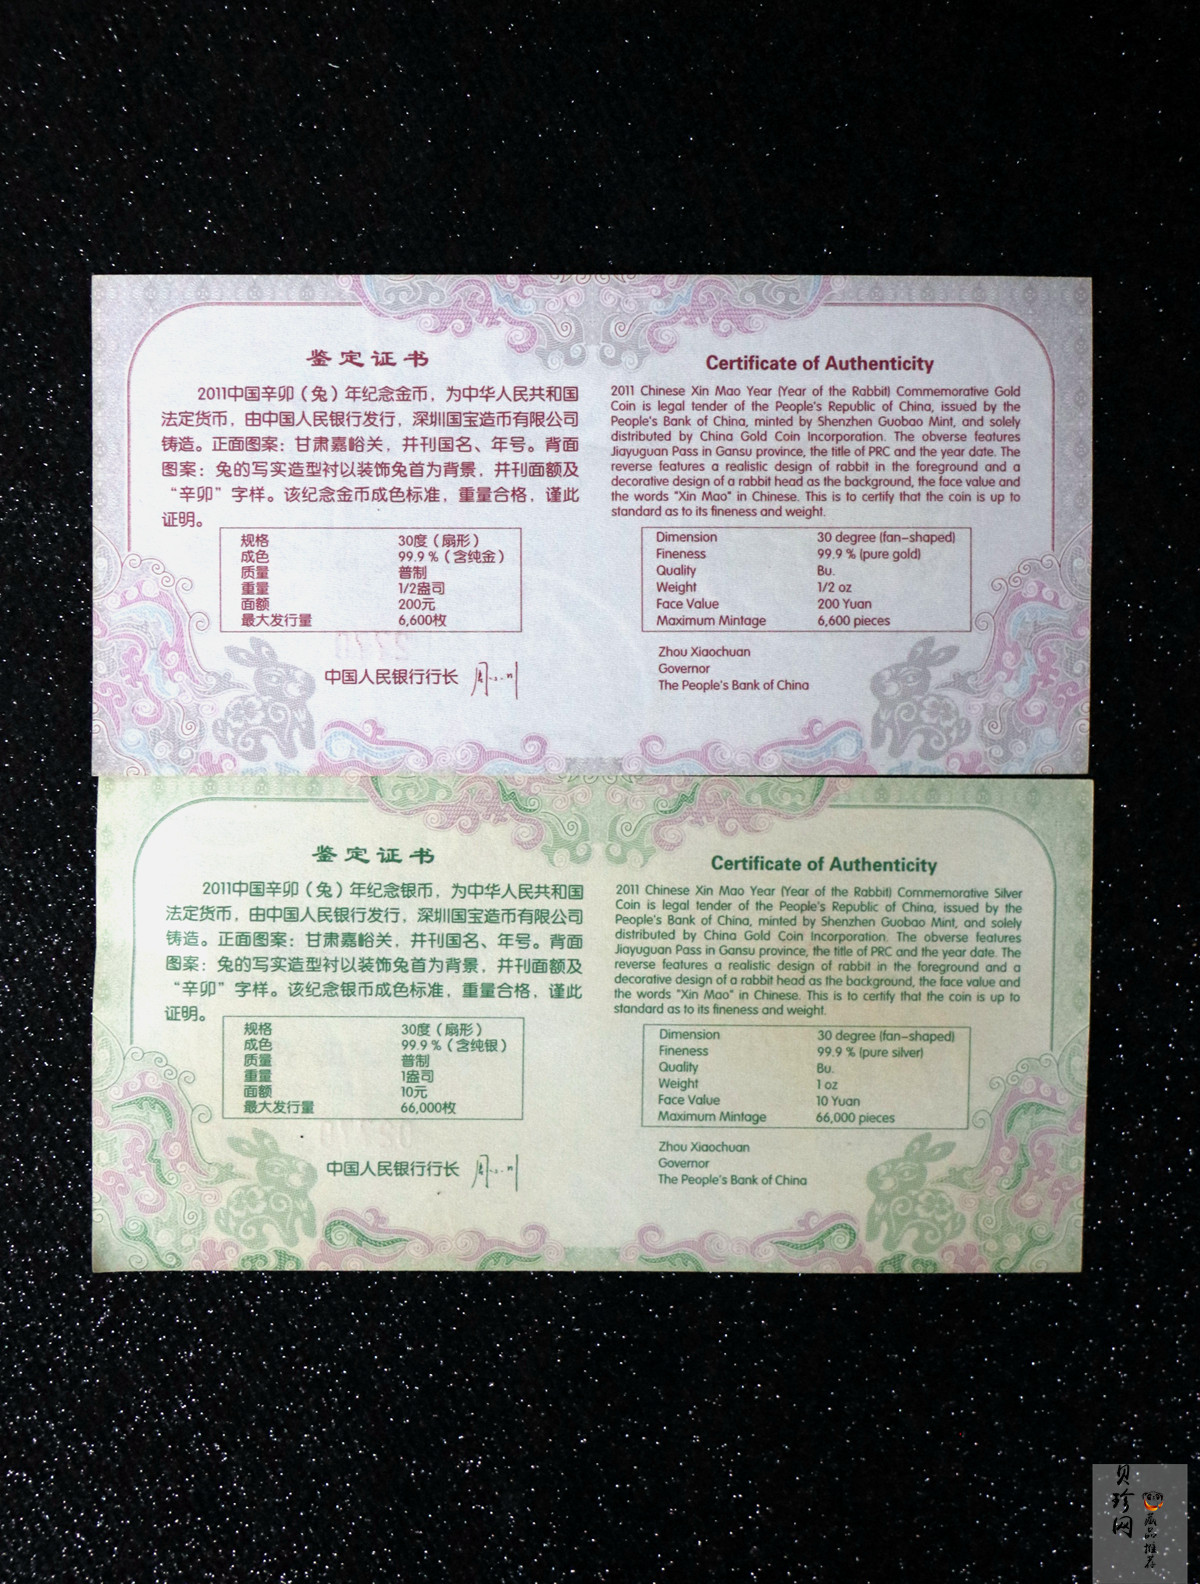 鉴定证书
2011中国辛卯（兔）年纪念金币，为中华人民共和国
法定货币，由中国人民银行发行，深圳国宝造币有限公司
铸造。正面图案：甘肃嘉峪关，并刊国名、年号。背面
图案：兔的写实造型衬以装饰兔首为背景，并刊面额及
“辛卯”字样。该纪念金币成色标准，重量合格，谨此
证明。
规格 30度（扇形）
成色 99.9％（含纯金）
质量 普制
重量 1/2盎司
面额 200元
最大发行量 6,600枚
中国人民银行行长
Certificate of Authenticity
2011 Chinese Xin Mao Year (Year of the Rabbit) Commemorative Gold
Coin is legal tender of the People's Republic of China, issued by the
People's Bank of China, minted by Shenzhen Guobao Mint, and solely
distributed by China Gold Coin Incorporation. The obverse features
Jiayuguan Pass in Gansu province, the title of PRC and the year date. The
reverse features a realistic design of rabbit in the foreground and a
decorative design of a rabbit head as the background, the face value and
the words "Xin Mao" in Chinese. This is to certify that the coin is up to
standard as to its fineness and weight.
Dimension 30 degree (fan-shaped)
Fineness 99.9 % (pure gold)
Quality Bu.
Weight 1/2 oz
Face Value 200 Yuan
Maximum Mintage 6,600 pieces
Zhou Xiaochuan
Governor
The People's Bank of China
鉴定证书
2011中国辛卯（兔）年纪念银币，为中华人民共和国
法定货币，由中国人民银行发行，深圳国宝造币有限公司
铸造。正面图案：甘肃嘉峪关，并刊国名、年号。背面
图案：兔的写实造型衬以装饰兔首为背景，并刊面额及
“辛卯”字样。该纪念银币成色标准，重量合格，谨此
证明。
规格 30度（扇形）
成色 99.9％（含纯银）
质量 普制
重量 1盎司
面额 10元
最大发行量 66,000枚
中国人民银行行长
Certificate of Authenticity
2011 Chinese Xin Mao Year (Year of the Rabbit) Commemorative Silver
Coin is legal tender of the People's Republic of China, issued by the
People's Bank of China, minted by Shenzhen Guobao Mint, and solely
distributed by China Gold Coin Incorporation. The obverse features
Jiayuguan Pass in Gansu province, the title of PRC and the year date. The
reverse features a realistic design of rabbit in the foreground and a
decorative design of a rabbit head as the background, the face value and
the words "Xin Mao" in Chinese. This is to certify that the coin is up to
standard as to its fineness and weight.
Dimension 30 degree (fan-shaped)
Fineness 99.9 % (pure silver)
Quality Bu.
Weight 1 oz
Face Value 10 Yuan
Maximum Mintage 66,000 pieces
Zhou Xiaochuan
Governor
The People's Bank of China
贝珍网
藏品推荐